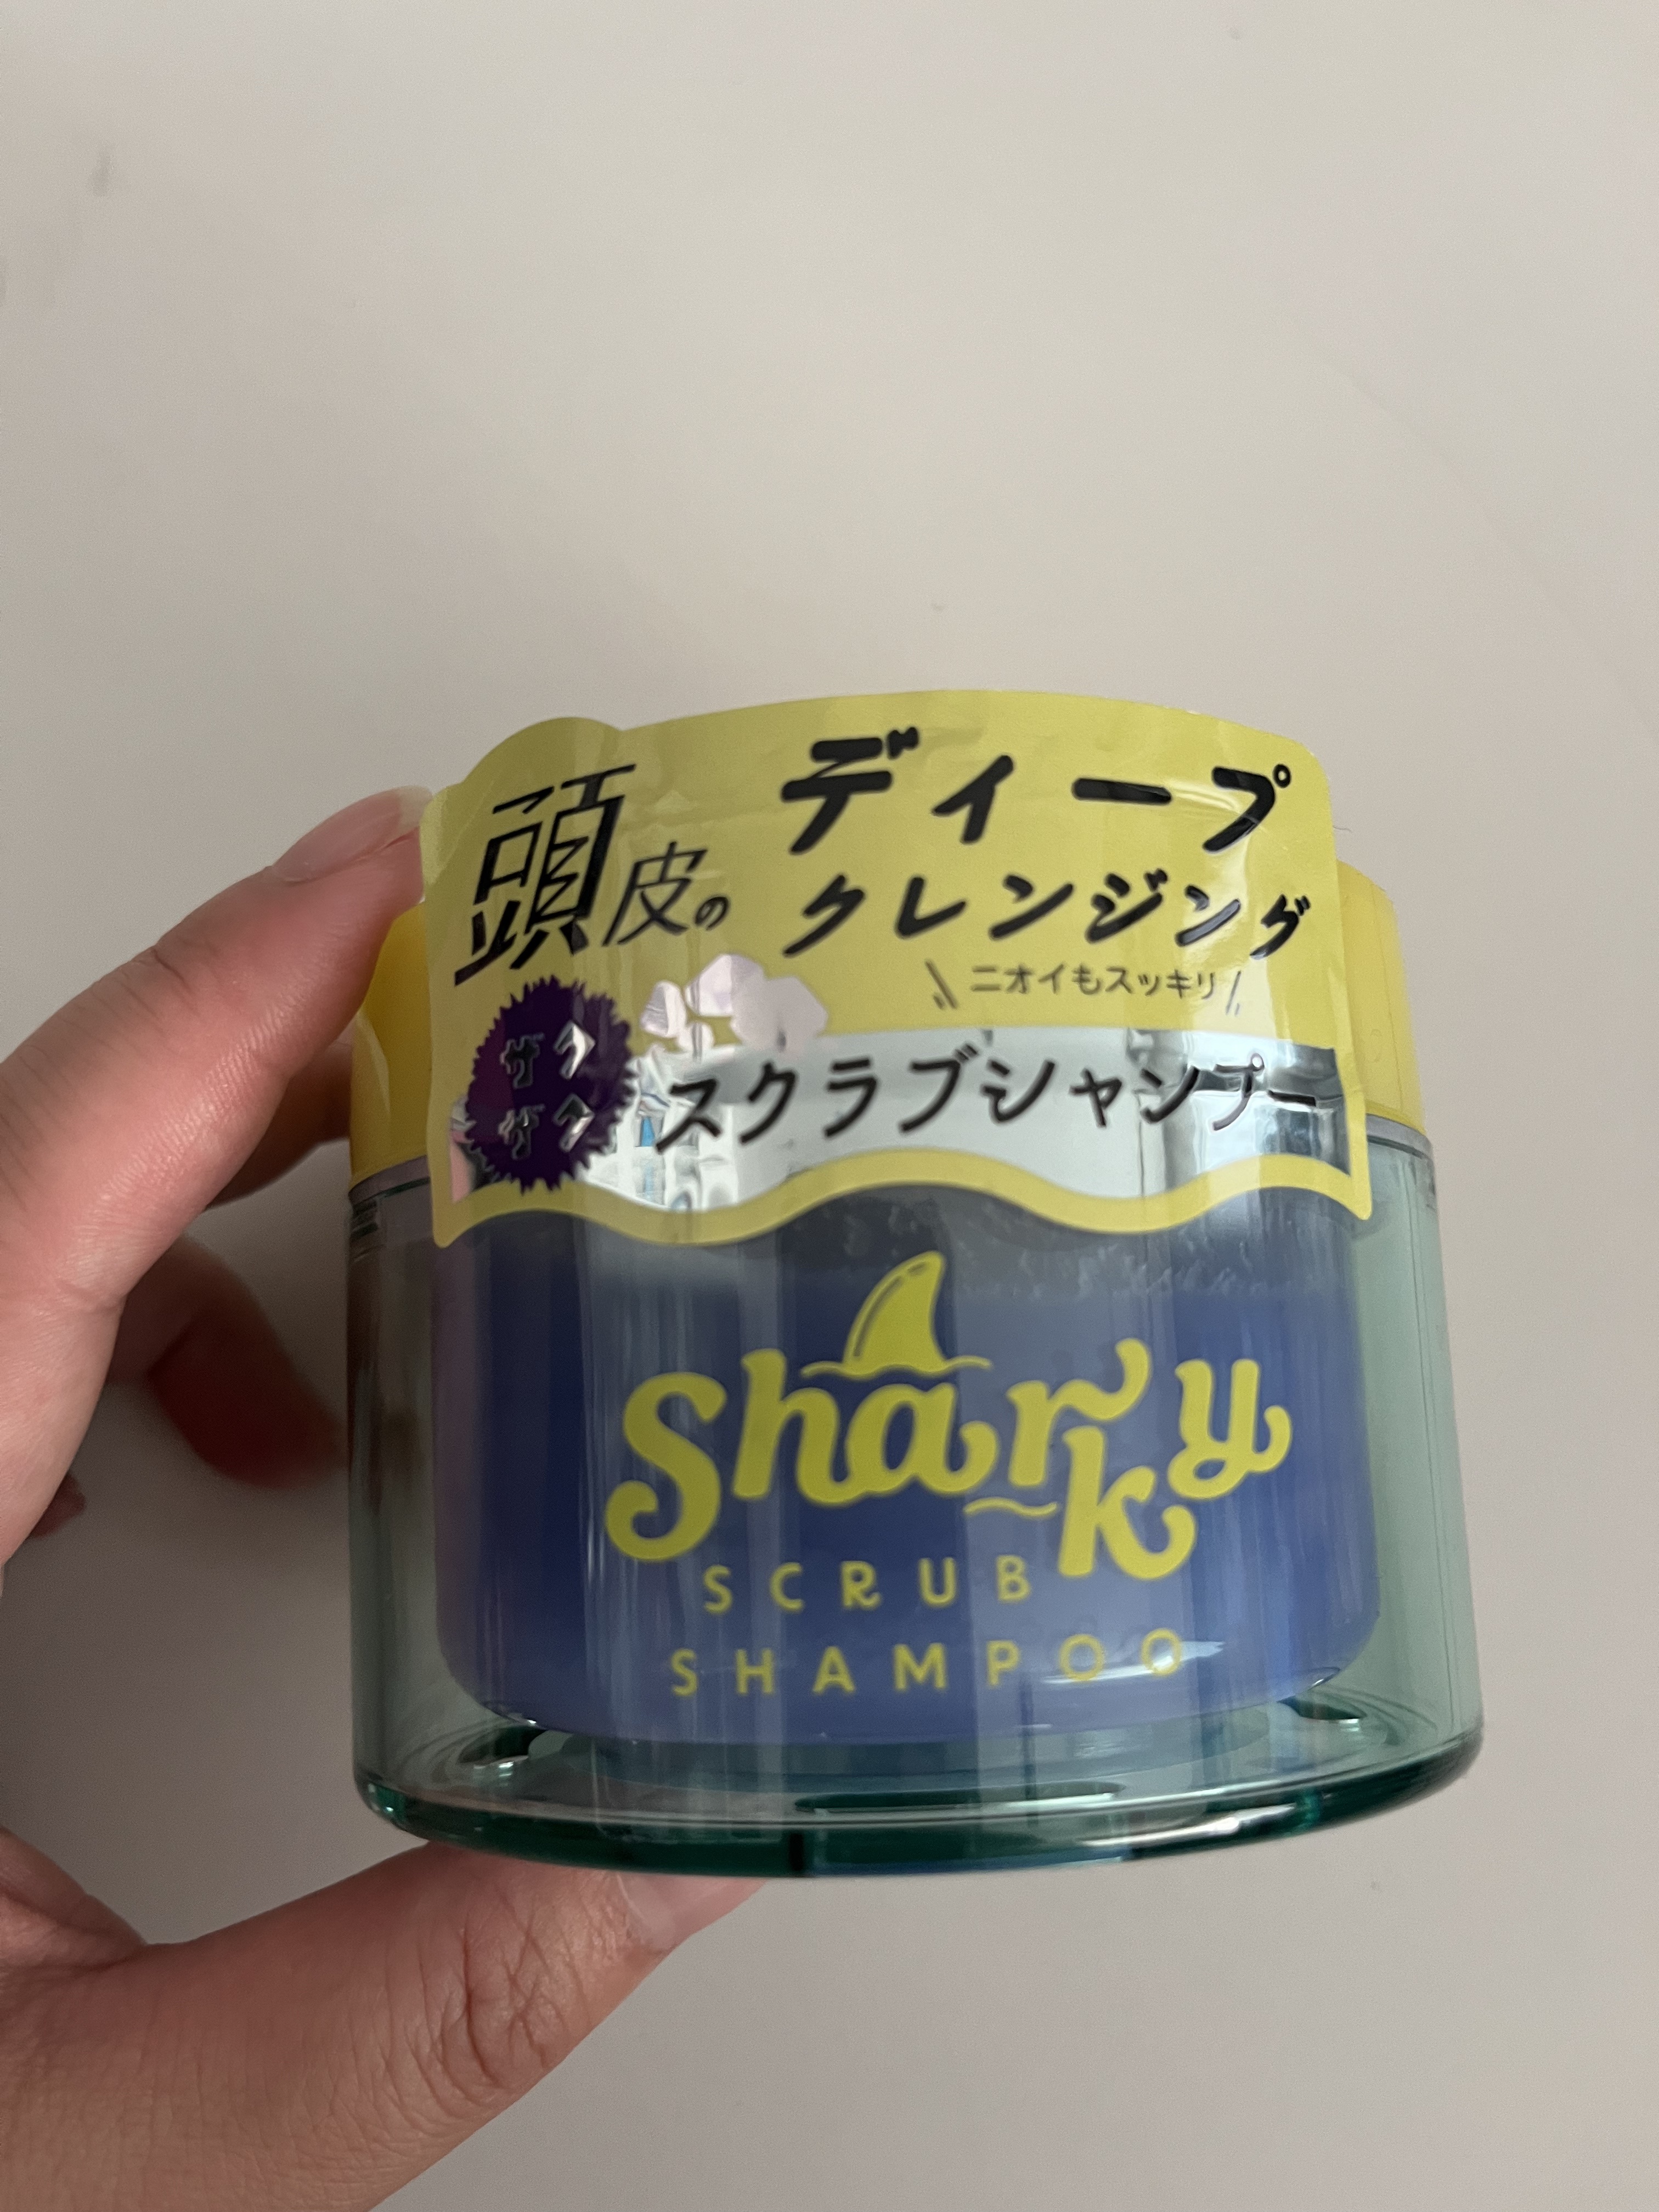 頭皮の
ディープ
クレンジング
\\ニオイもスッキリ//
ザク
ザク
スクラブシャンプー
Sharky
SCRUB
SHAMPOO